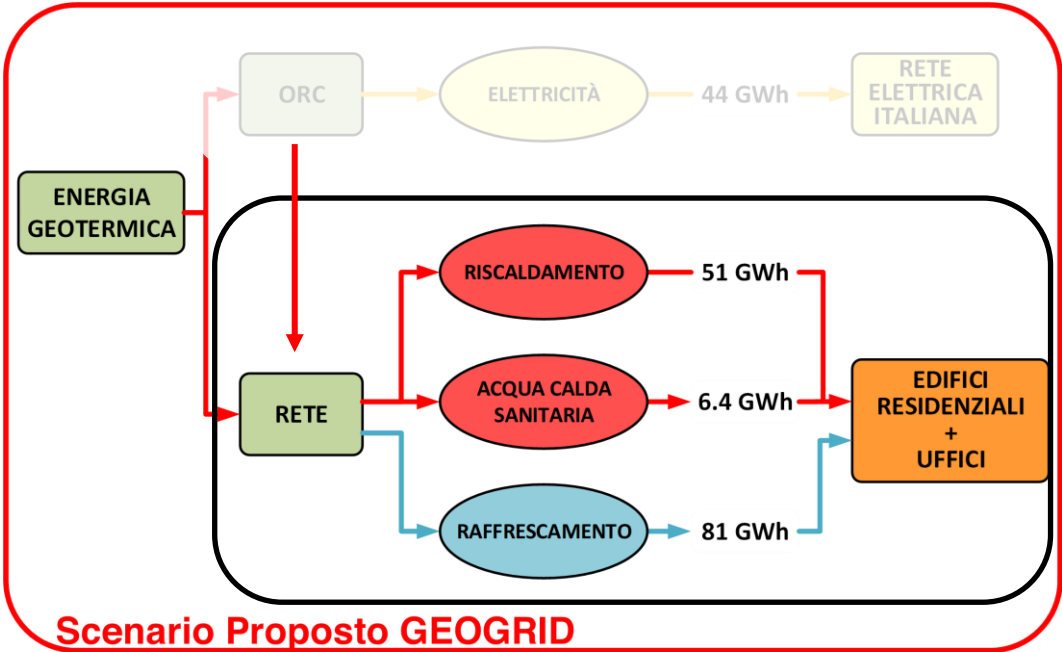 ORC
ELETTRICITÀ
44 GWh
RETE
ELETTRICA
ITALIANA
ENERGIA
GEOTERMICA
RISCALDAMENTO
51 GWh
RETE
ACQUA CALDA
SANITARIA
6.4 GWh
EDIFICI
RESIDENZIALI
+
UFFICI
RAFFRESCAMENTO
81 GWh
Scenario Proposto GEOGRID